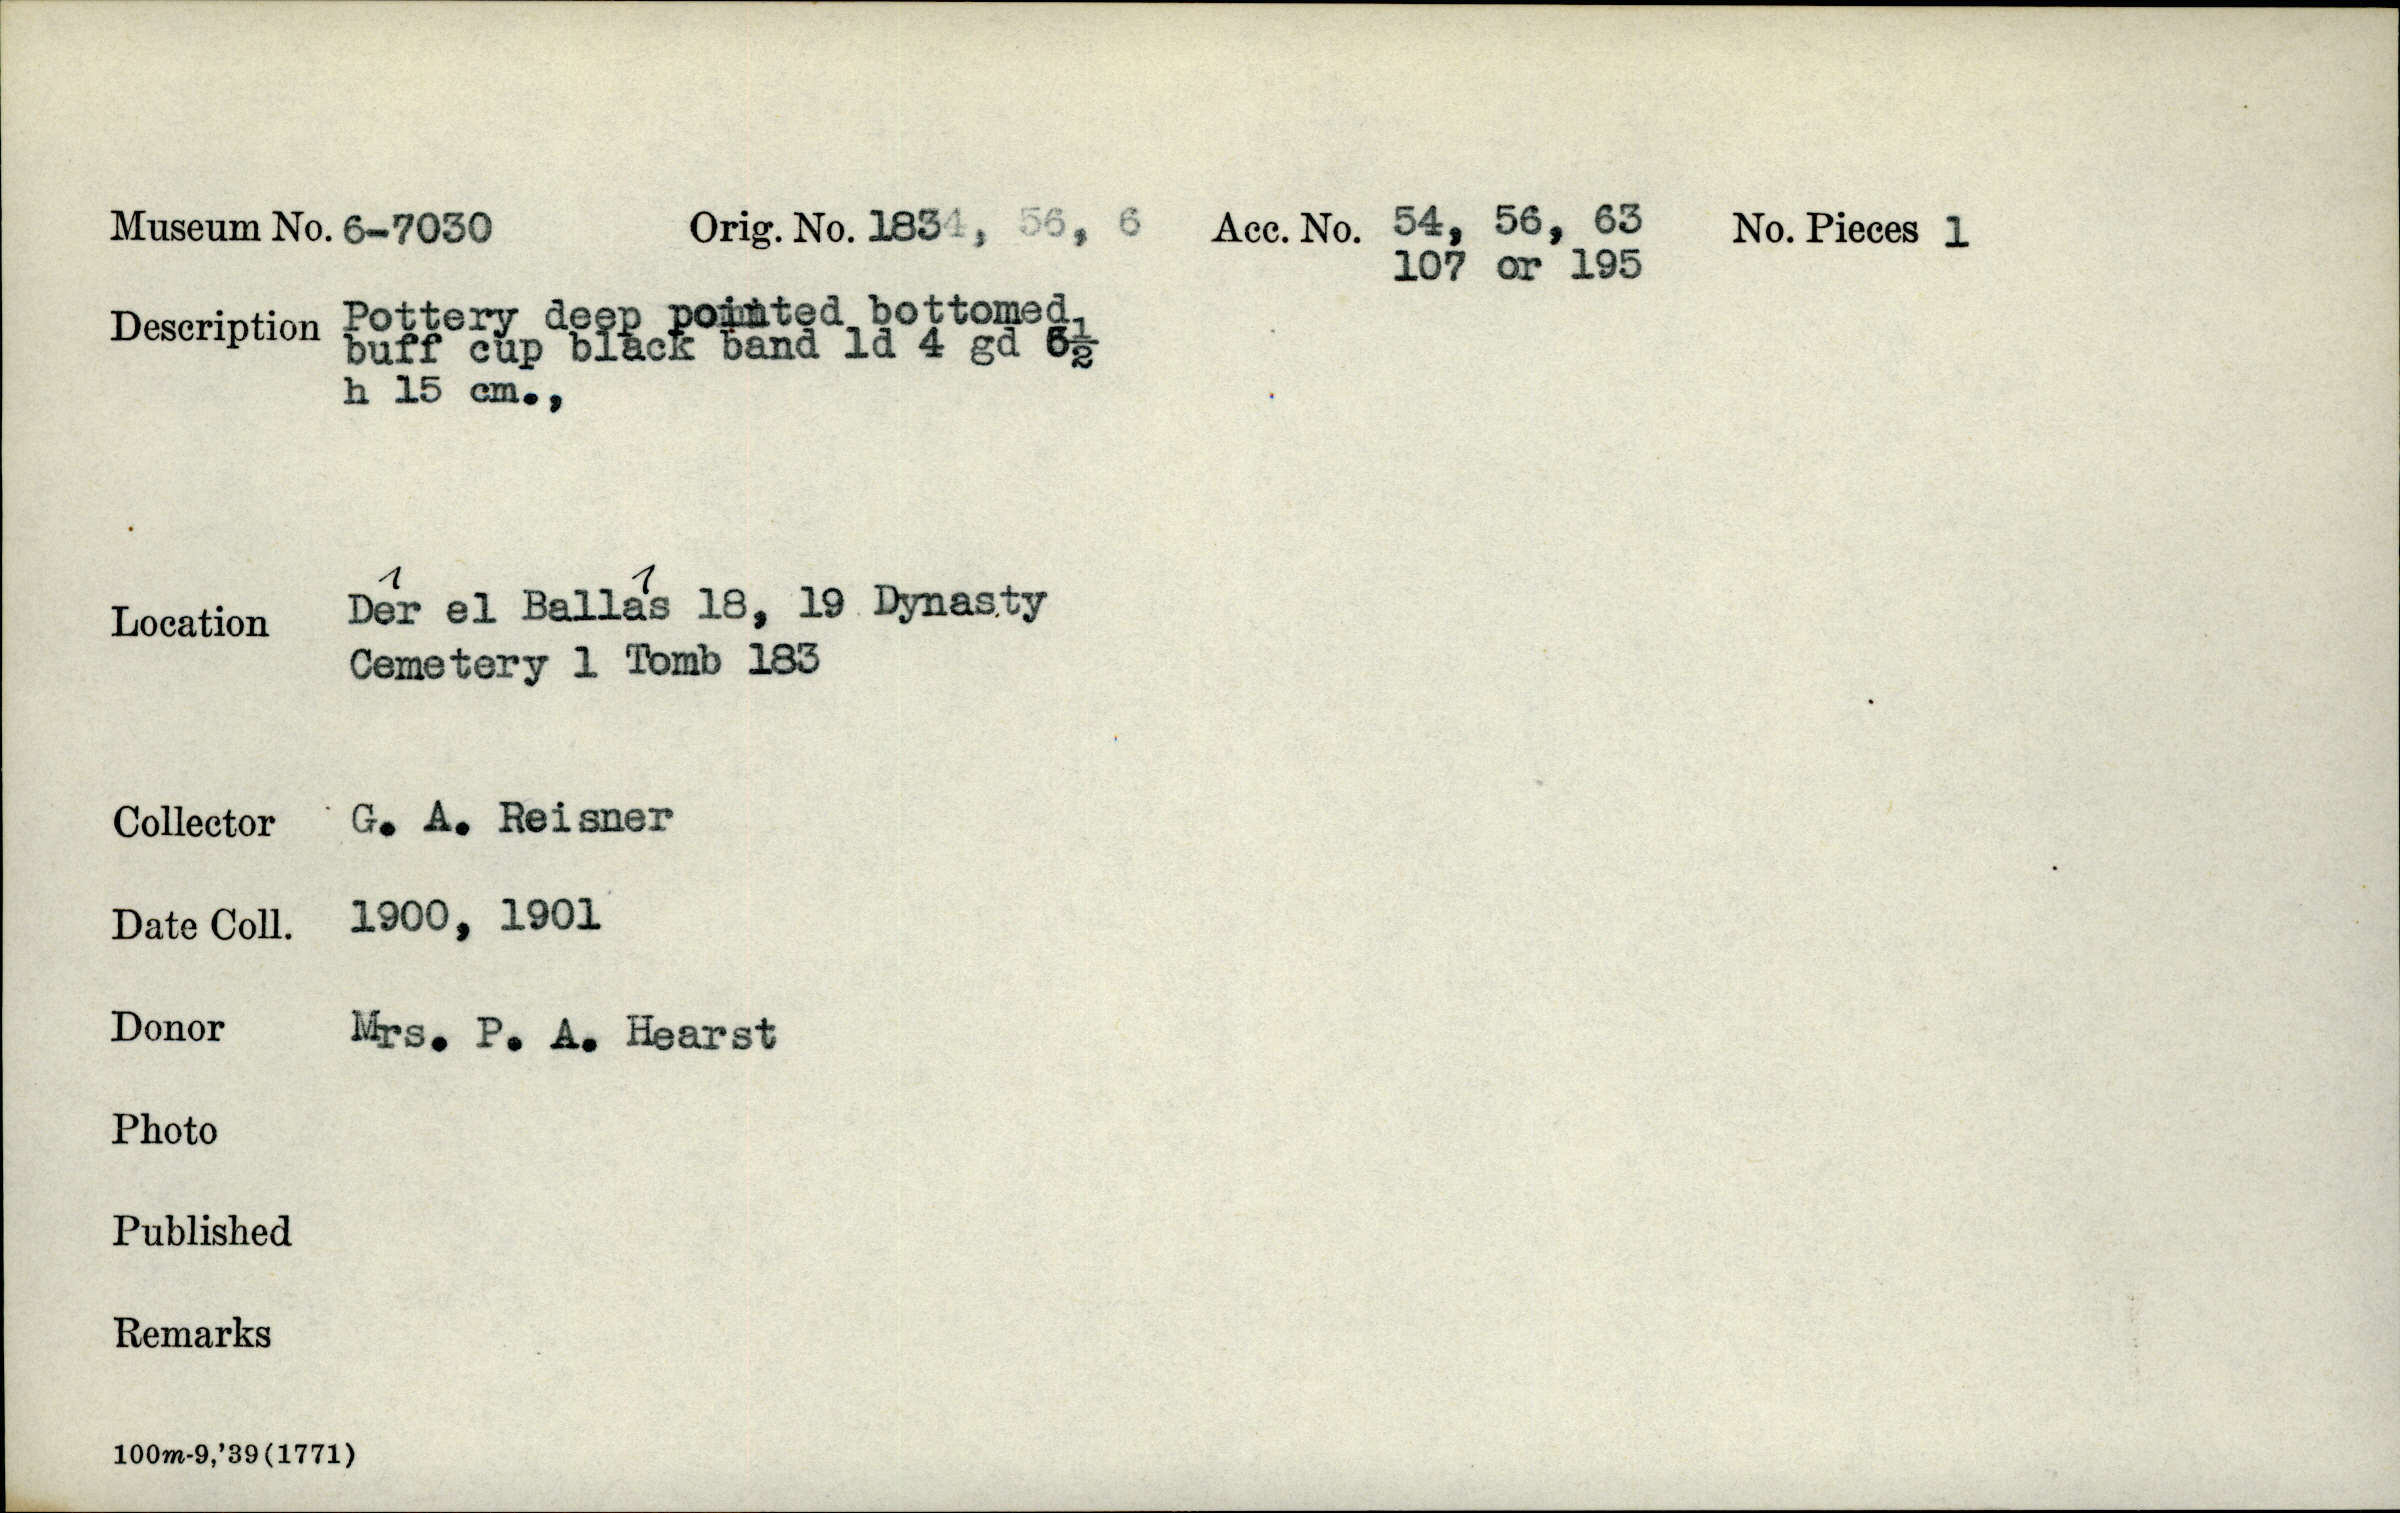 Museum No. 6-7030 Orig. No. 1834, 56, 6 Acc. No. 54, 56, 63 No. Pieces 1
107 or 195
Description Pottery deep pointed bottomed
buff cup black band ld 4 gd 6½
h 15 cm.,
Location Dér el Ballás 18, 19 Dynasty
Cemetery 1 Tomb 183
Collector G. A. Reisner
Date Coll. 1900, 1901
Donor Mrs. P. A. Hearst
Photo
Published
Remarks
100m-9,'39(1771)